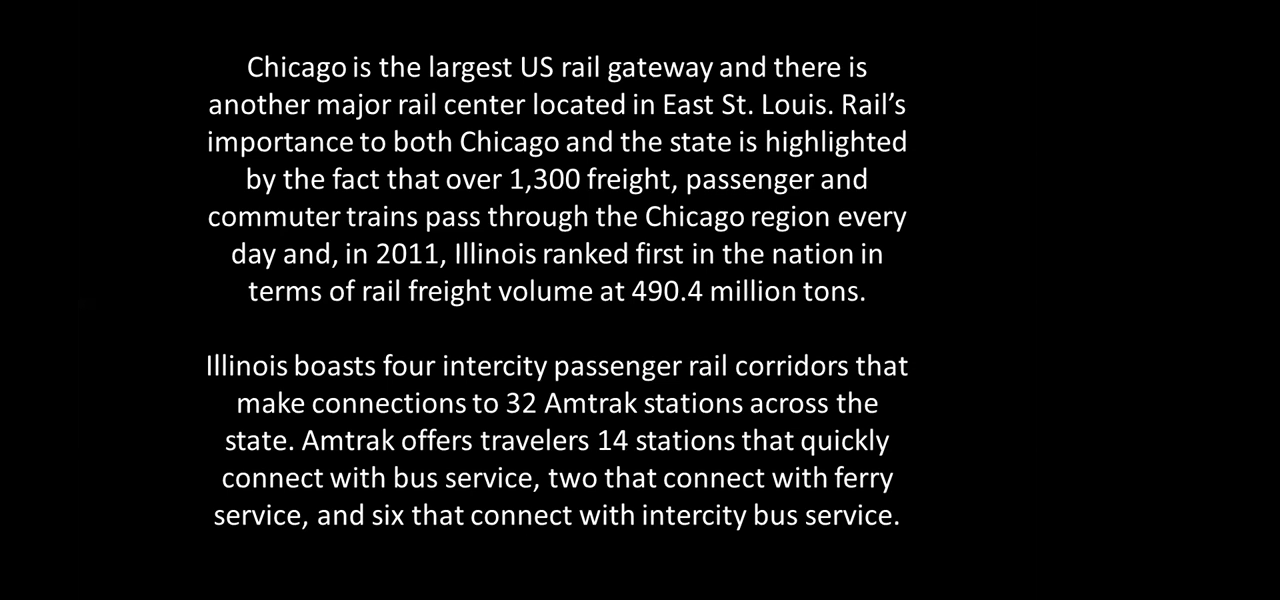 Chicago is the largest US rail gateway and there is
another major rail center located in East St. Louis. Rail’s
importance to both Chicago and the state is highlighted
by the fact that over 1,300 freight, passenger and
commuter trains pass through the Chicago region every
day and, in 2011, Illinois ranked first in the nation in
terms of rail freight volume at 490.4 million tons.

Illinois boasts four intercity passenger rail corridors that
make connections to 32 Amtrak stations across the
state. Amtrak offers travelers 14 stations that quickly
connect with bus service, two that connect with ferry
service, and six that connect with intercity bus service.